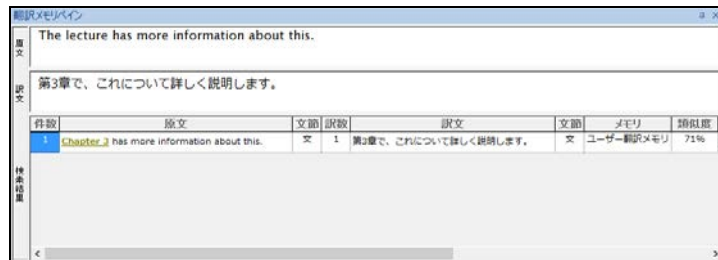 翻訳メモリペイン
原文
The lecture has more information about this.
訳文
第3章で、これについて詳しく説明します。
検索結果
件数 原文 文節 訳数 訳文 文節 メモリ 類似度
1 Chapter 3 has more information about this. 文 1 第3章で、これについて詳しく説明します。 文 ユーザー翻訳メモリ 71%